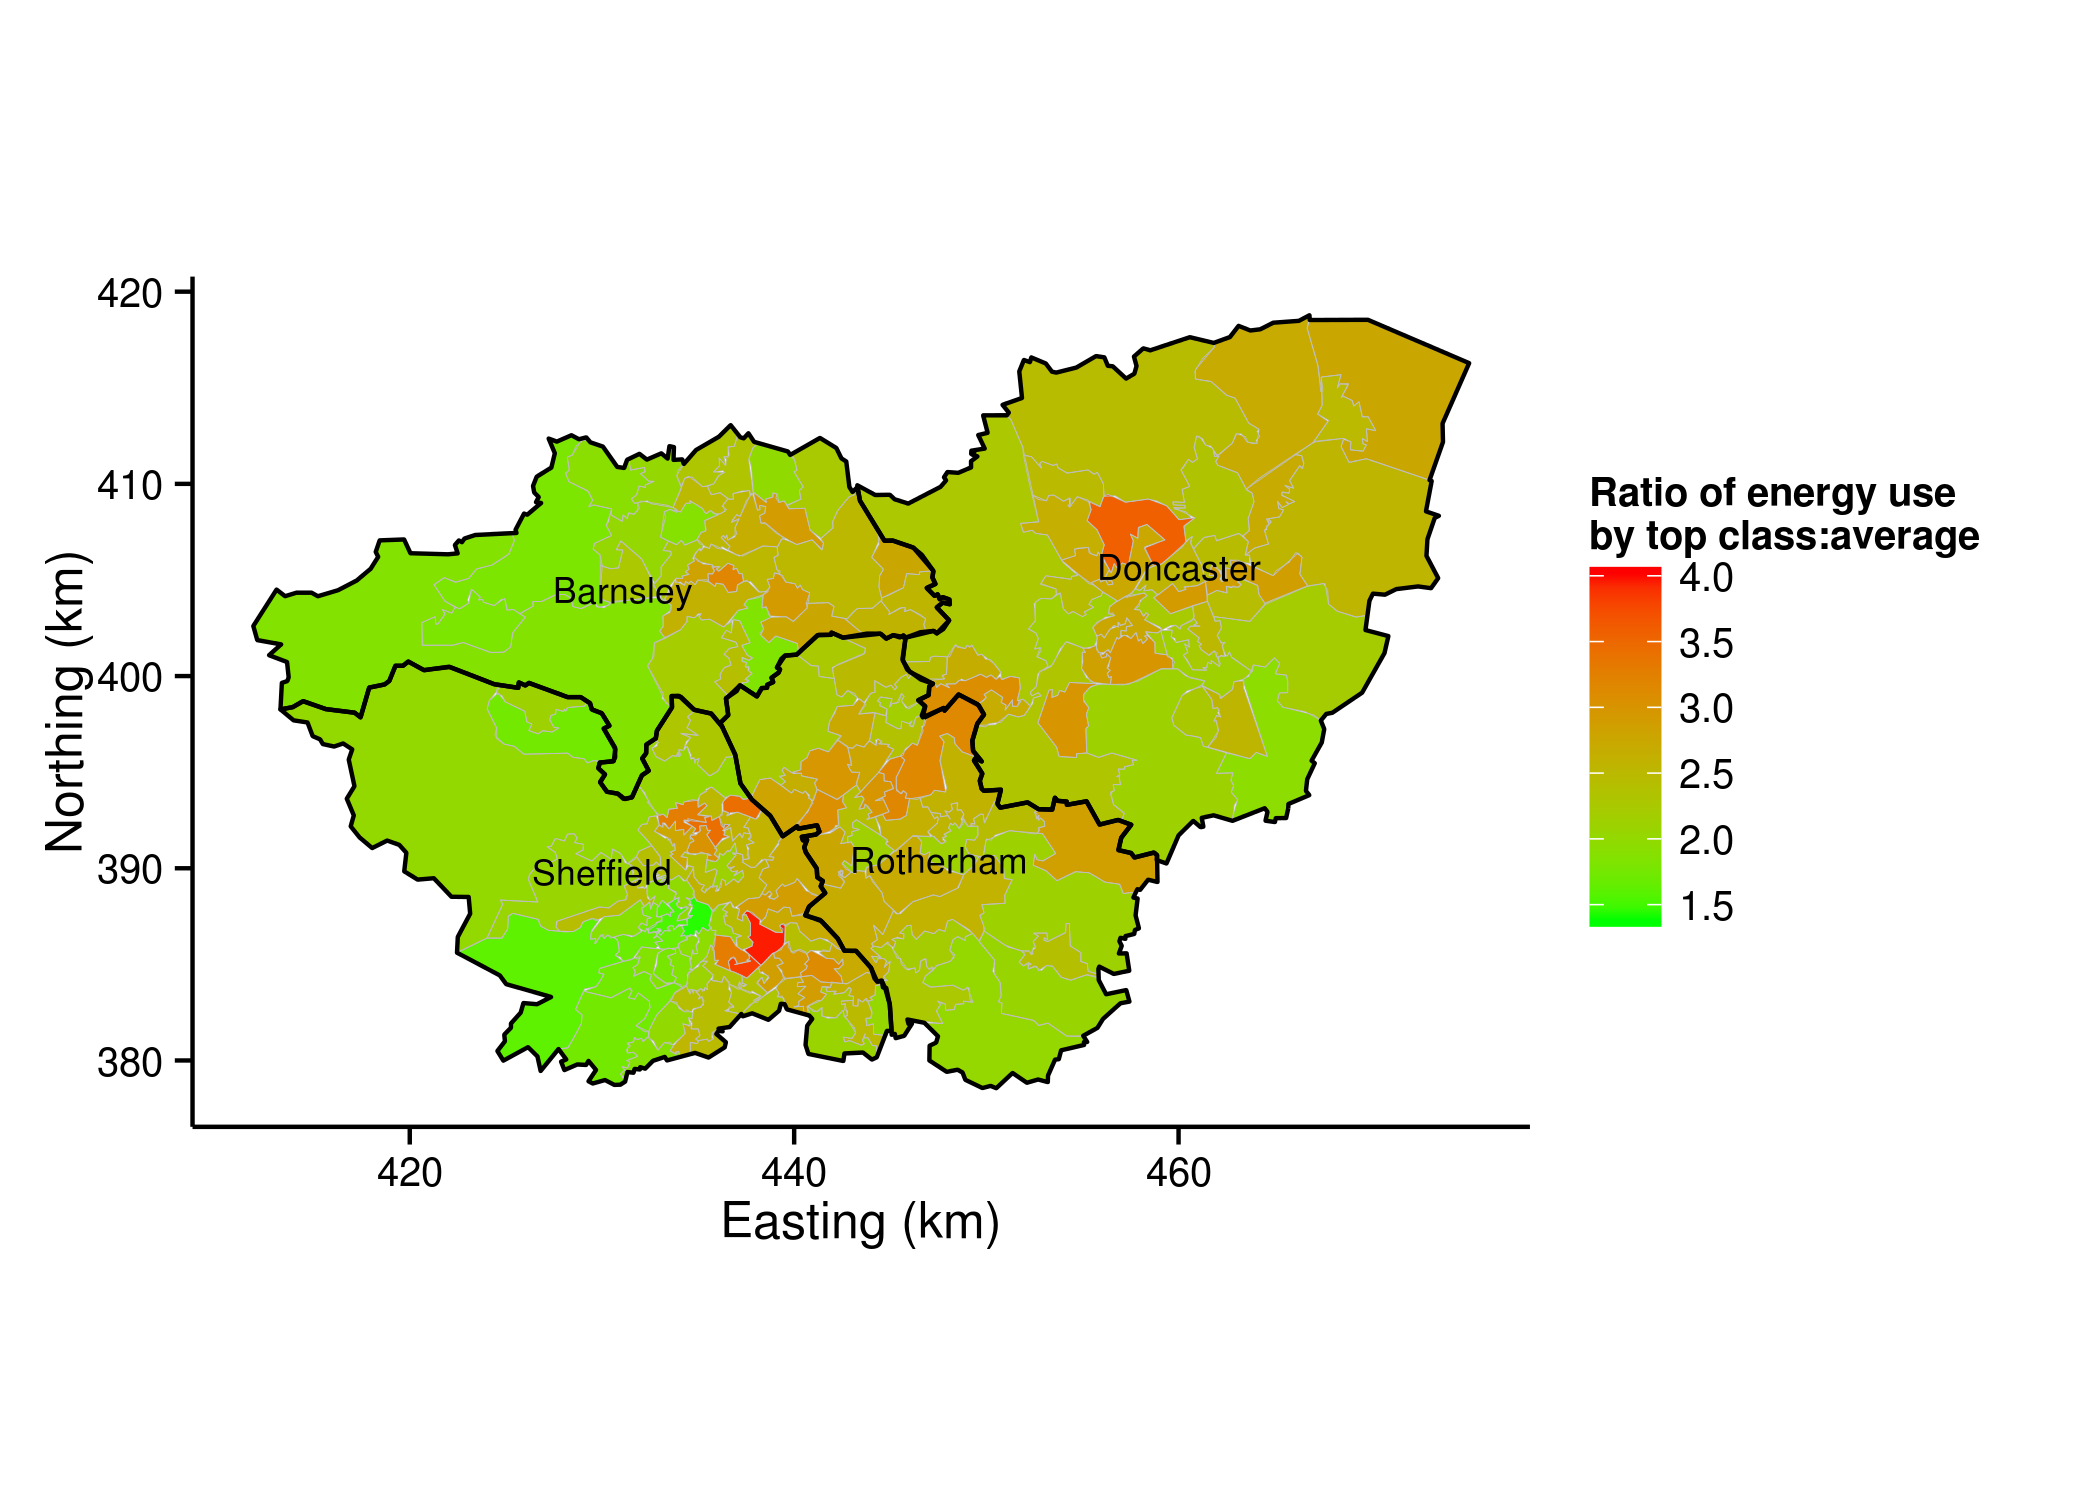 420
410
400
390
380
Northing (km)
420
440
460
Easting (km)
Barnsley
Doncaster
Sheffield
Rotherham
Ratio of energy use
by top class:average
4.0
3.5
3.0
2.5
2.0
1.5